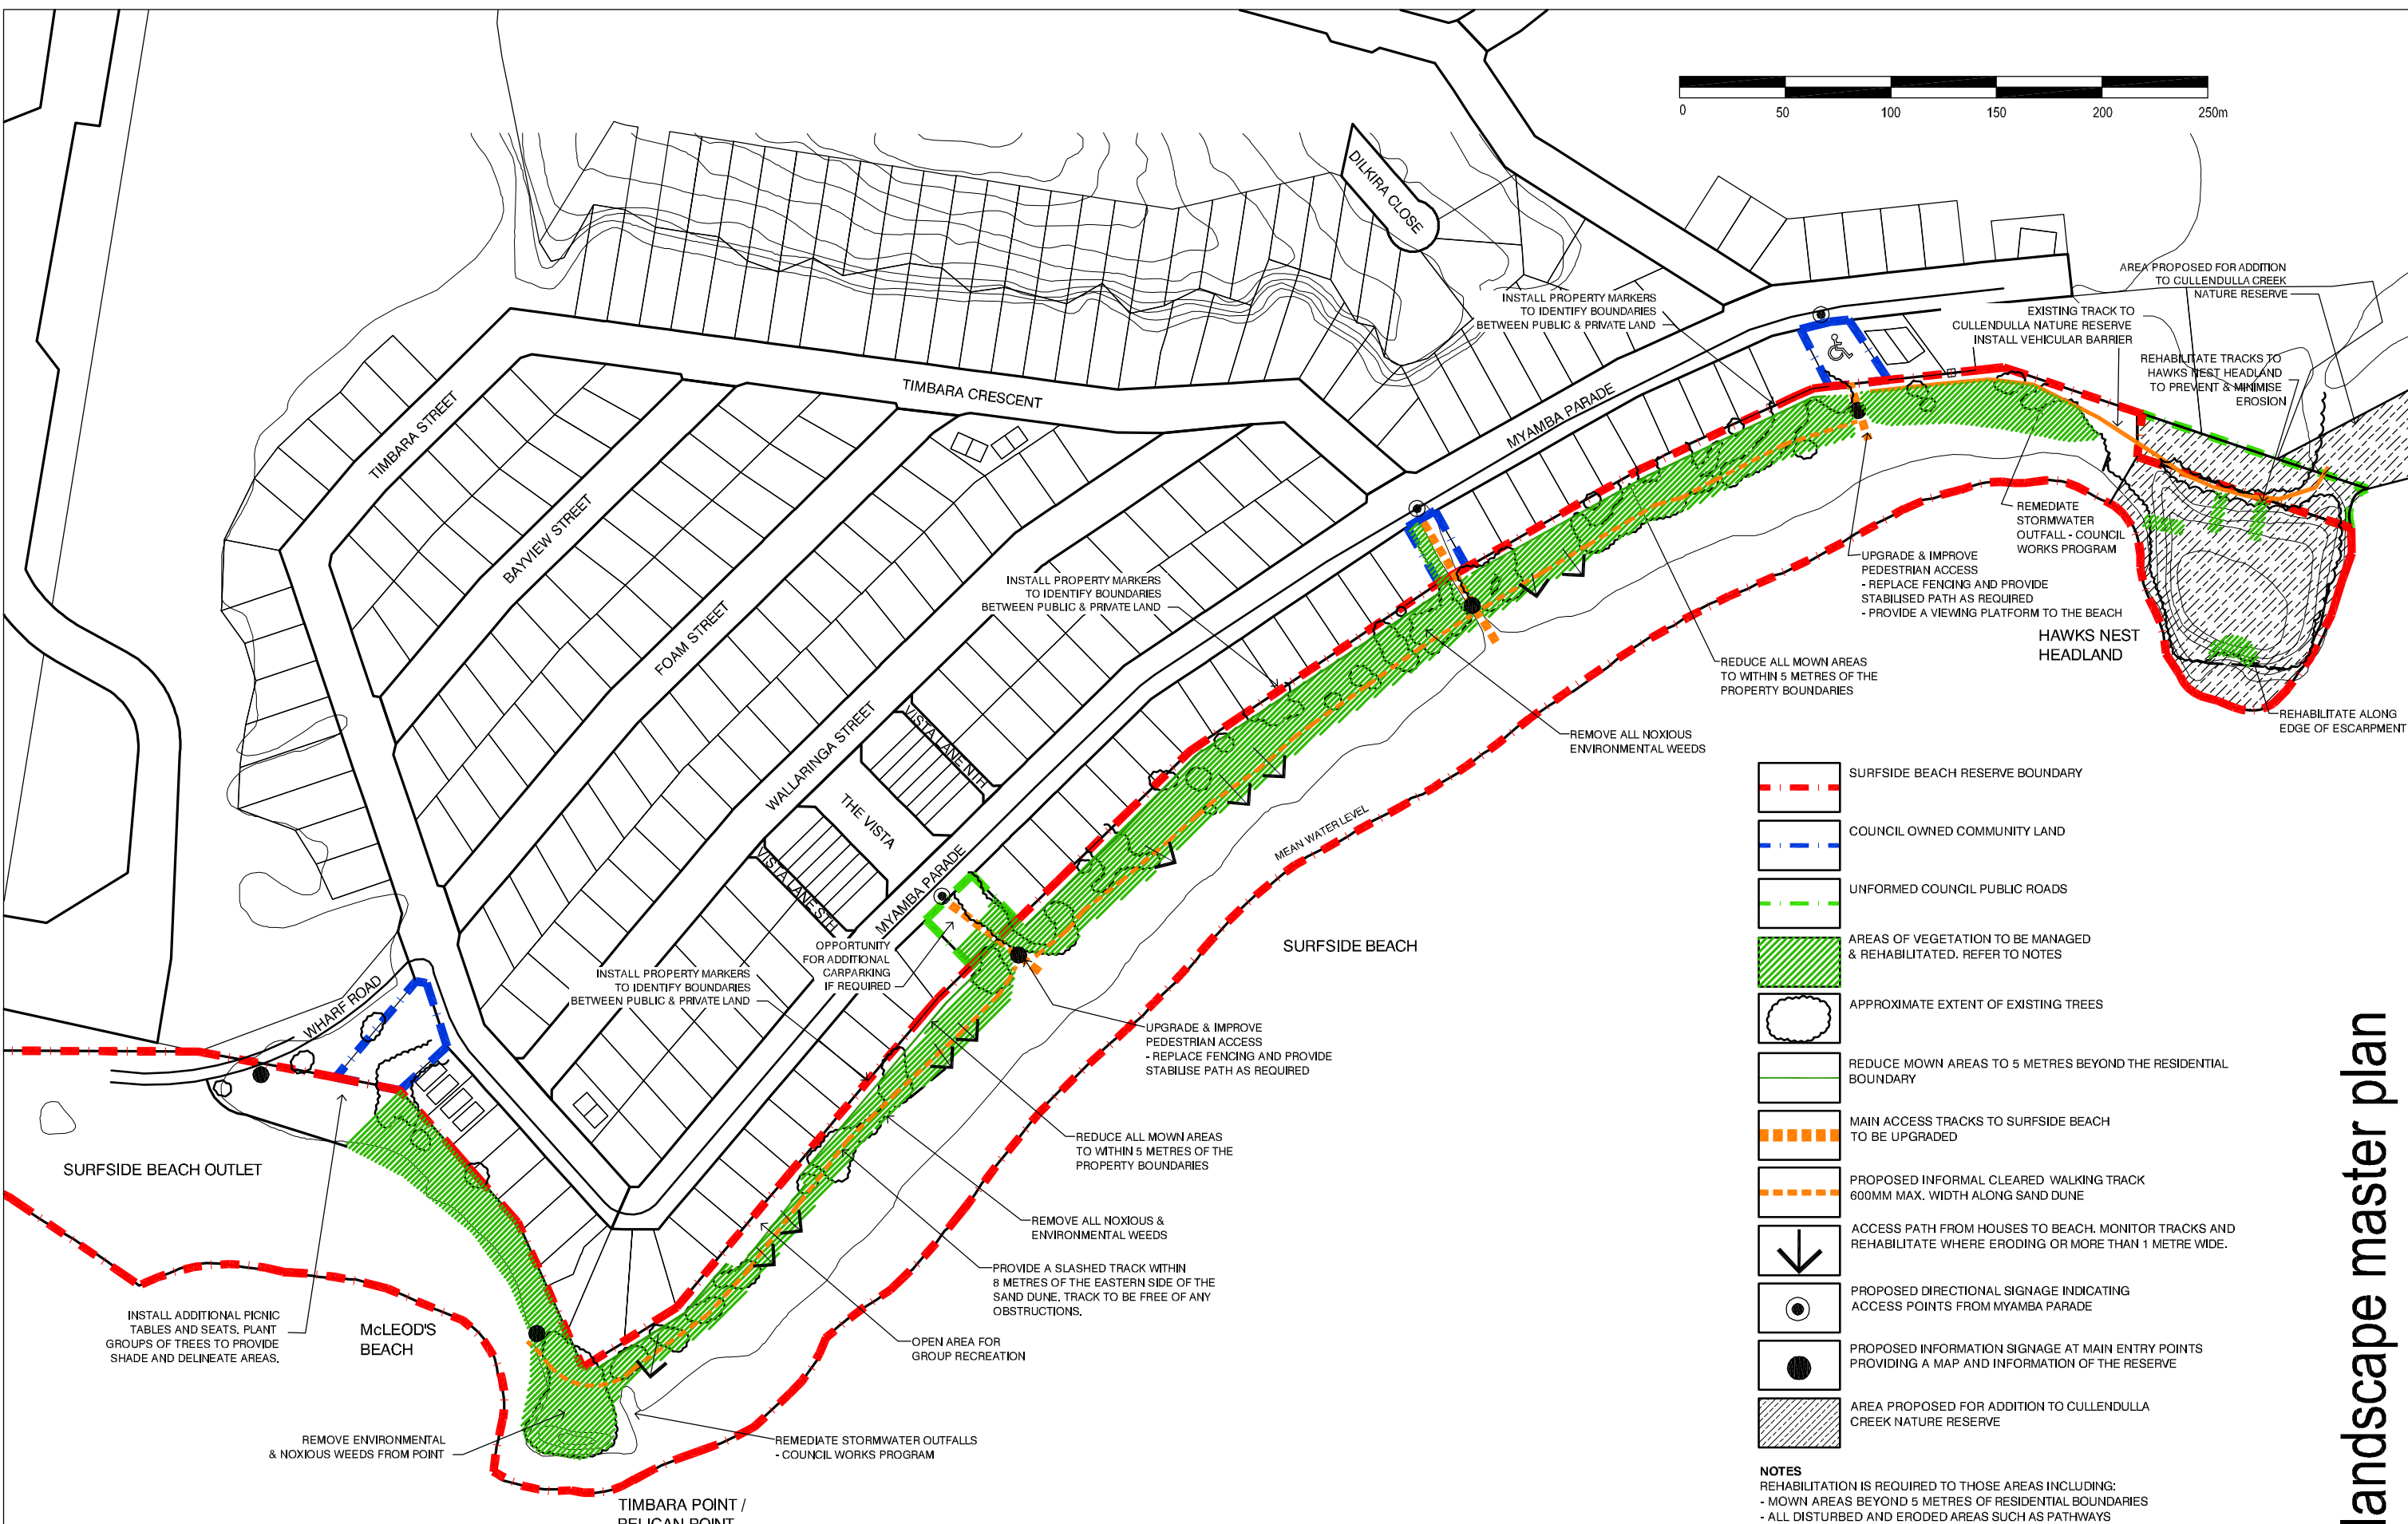 0 50 100 150 200 250m
DILKIRA CLOSE
INSTALL PROPERTY MARKERS
TO IDENTIFY BOUNDARIES
BETWEEN PUBLIC & PRIVATE LAND
AREA PROPOSED FOR ADDITION
TO CULLENDULLA CREEK
NATURE RESERVE
EXISTING TRACK TO
CULLENDULLA NATURE RESERVE
INSTALL VEHICULAR BARRIER
REHABILITATE TRACKS TO
HAWKS NEST HEADLAND
TO PREVENT & MINIMISE
EROSION
TIMBARA STREET
TIMBARA CRESCENT
MYAMBA PARADE
BAYVIEW STREET
FOAM STREET
WALLARINGA STREET
VISTA LANE NTH
THE VISTA
VISTA LANE STH
MYAMBA PARADE
INSTALL PROPERTY MARKERS
TO IDENTIFY BOUNDARIES
BETWEEN PUBLIC & PRIVATE LAND
REMEDIATE
STORMWATER
OUTFALL - COUNCIL
WORKS PROGRAM
UPGRADE & IMPROVE
PEDESTRIAN ACCESS
- REPLACE FENCING AND PROVIDE
STABILISED PATH AS REQUIRED
- PROVIDE A VIEWING PLATFORM TO THE BEACH
HAWKS NEST
HEADLAND
REDUCE ALL MOWN AREAS
TO WITHIN 5 METRES OF THE
PROPERTY BOUNDARIES
REHABILITATE ALONG
EDGE OF ESCARPMENT
REMOVE ALL NOXIOUS
ENVIRONMENTAL WEEDS
MEAN WATER LEVEL
SURFSIDE BEACH
OPPORTUNITY
FOR ADDITIONAL
CARPARKING
IF REQUIRED
INSTALL PROPERTY MARKERS
TO IDENTIFY BOUNDARIES
BETWEEN PUBLIC & PRIVATE LAND
WHARF ROAD
UPGRADE & IMPROVE
PEDESTRIAN ACCESS
- REPLACE FENCING AND PROVIDE
STABILISE PATH AS REQUIRED
REDUCE ALL MOWN AREAS
TO WITHIN 5 METRES OF THE
PROPERTY BOUNDARIES
SURFSIDE BEACH OUTLET
REMOVE ALL NOXIOUS &
ENVIRONMENTAL WEEDS
PROVIDE A SLASHED TRACK WITHIN
8 METRES OF THE EASTERN SIDE OF THE
SAND DUNE. TRACK TO BE FREE OF ANY
OBSTRUCTIONS.
INSTALL ADDITIONAL PICNIC
TABLES AND SEATS. PLANT
GROUPS OF TREES TO PROVIDE
SHADE AND DELINEATE AREAS.
McLEOD'S
BEACH
OPEN AREA FOR
GROUP RECREATION
REMOVE ENVIRONMENTAL
& NOXIOUS WEEDS FROM POINT
REMEDIATE STORMWATER OUTFALLS
- COUNCIL WORKS PROGRAM
TIMBARA POINT /
PELICAN POINT
SURFSIDE BEACH RESERVE BOUNDARY
COUNCIL OWNED COMMUNITY LAND
UNFORMED COUNCIL PUBLIC ROADS
AREAS OF VEGETATION TO BE MANAGED
& REHABILITATED. REFER TO NOTES
APPROXIMATE EXTENT OF EXISTING TREES
REDUCE MOWN AREAS TO 5 METRES BEYOND THE RESIDENTIAL
BOUNDARY
MAIN ACCESS TRACKS TO SURFSIDE BEACH
TO BE UPGRADED
PROPOSED INFORMAL CLEARED WALKING TRACK
600MM MAX. WIDTH ALONG SAND DUNE
ACCESS PATH FROM HOUSES TO BEACH. MONITOR TRACKS AND
REHABILITATE WHERE ERODING OR MORE THAN 1 METRE WIDE.
PROPOSED DIRECTIONAL SIGNAGE INDICATING
ACCESS POINTS FROM MYAMBA PARADE
PROPOSED INFORMATION SIGNAGE AT MAIN ENTRY POINTS
PROVIDING A MAP AND INFORMATION OF THE RESERVE
AREA PROPOSED FOR ADDITION TO CULLENDULLA
CREEK NATURE RESERVE
NOTES
REHABILITATION IS REQUIRED TO THOSE AREAS INCLUDING:
- MOWN AREAS BEYOND 5 METRES OF RESIDENTIAL BOUNDARIES
- ALL DISTURBED AND ERODED AREAS SUCH AS PATHWAYS
landscape master plan